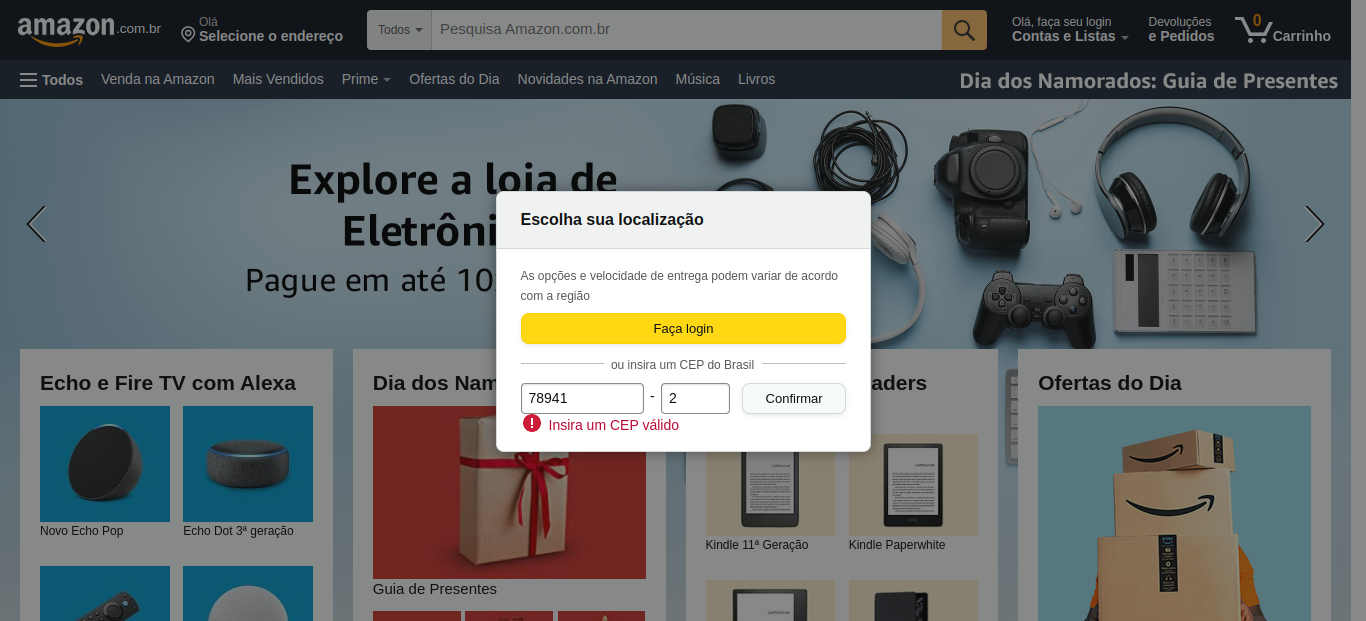 amazon.com.br
Olá
Selecione o endereço
Todos
Pesquisa Amazon.com.br
Olá, faça seu login
Contas e Listas
Devoluções
e Pedidos
0
Carrinho
Todos
Venda na Amazon
Mais Vendidos
Prime
Ofertas do Dia
Novidades na Amazon
Música
Livros
Dia dos Namorados: Guia de Presentes
Explore a loja de
Eletrôni
Pague em até 10
Escolha sua localização
As opções e velocidade de entrega podem variar de acordo
com a região
Faça login
ou insira um CEP do Brasil
78941 - 2
Confirmar
! Insira um CEP válido
Echo e Fire TV com Alexa
Novo Echo Pop
Echo Dot 3ª geração
Dia dos Nam
Guia de Presentes
aders
Kindle 11ª Geração
Kindle Paperwhite
Ofertas do Dia